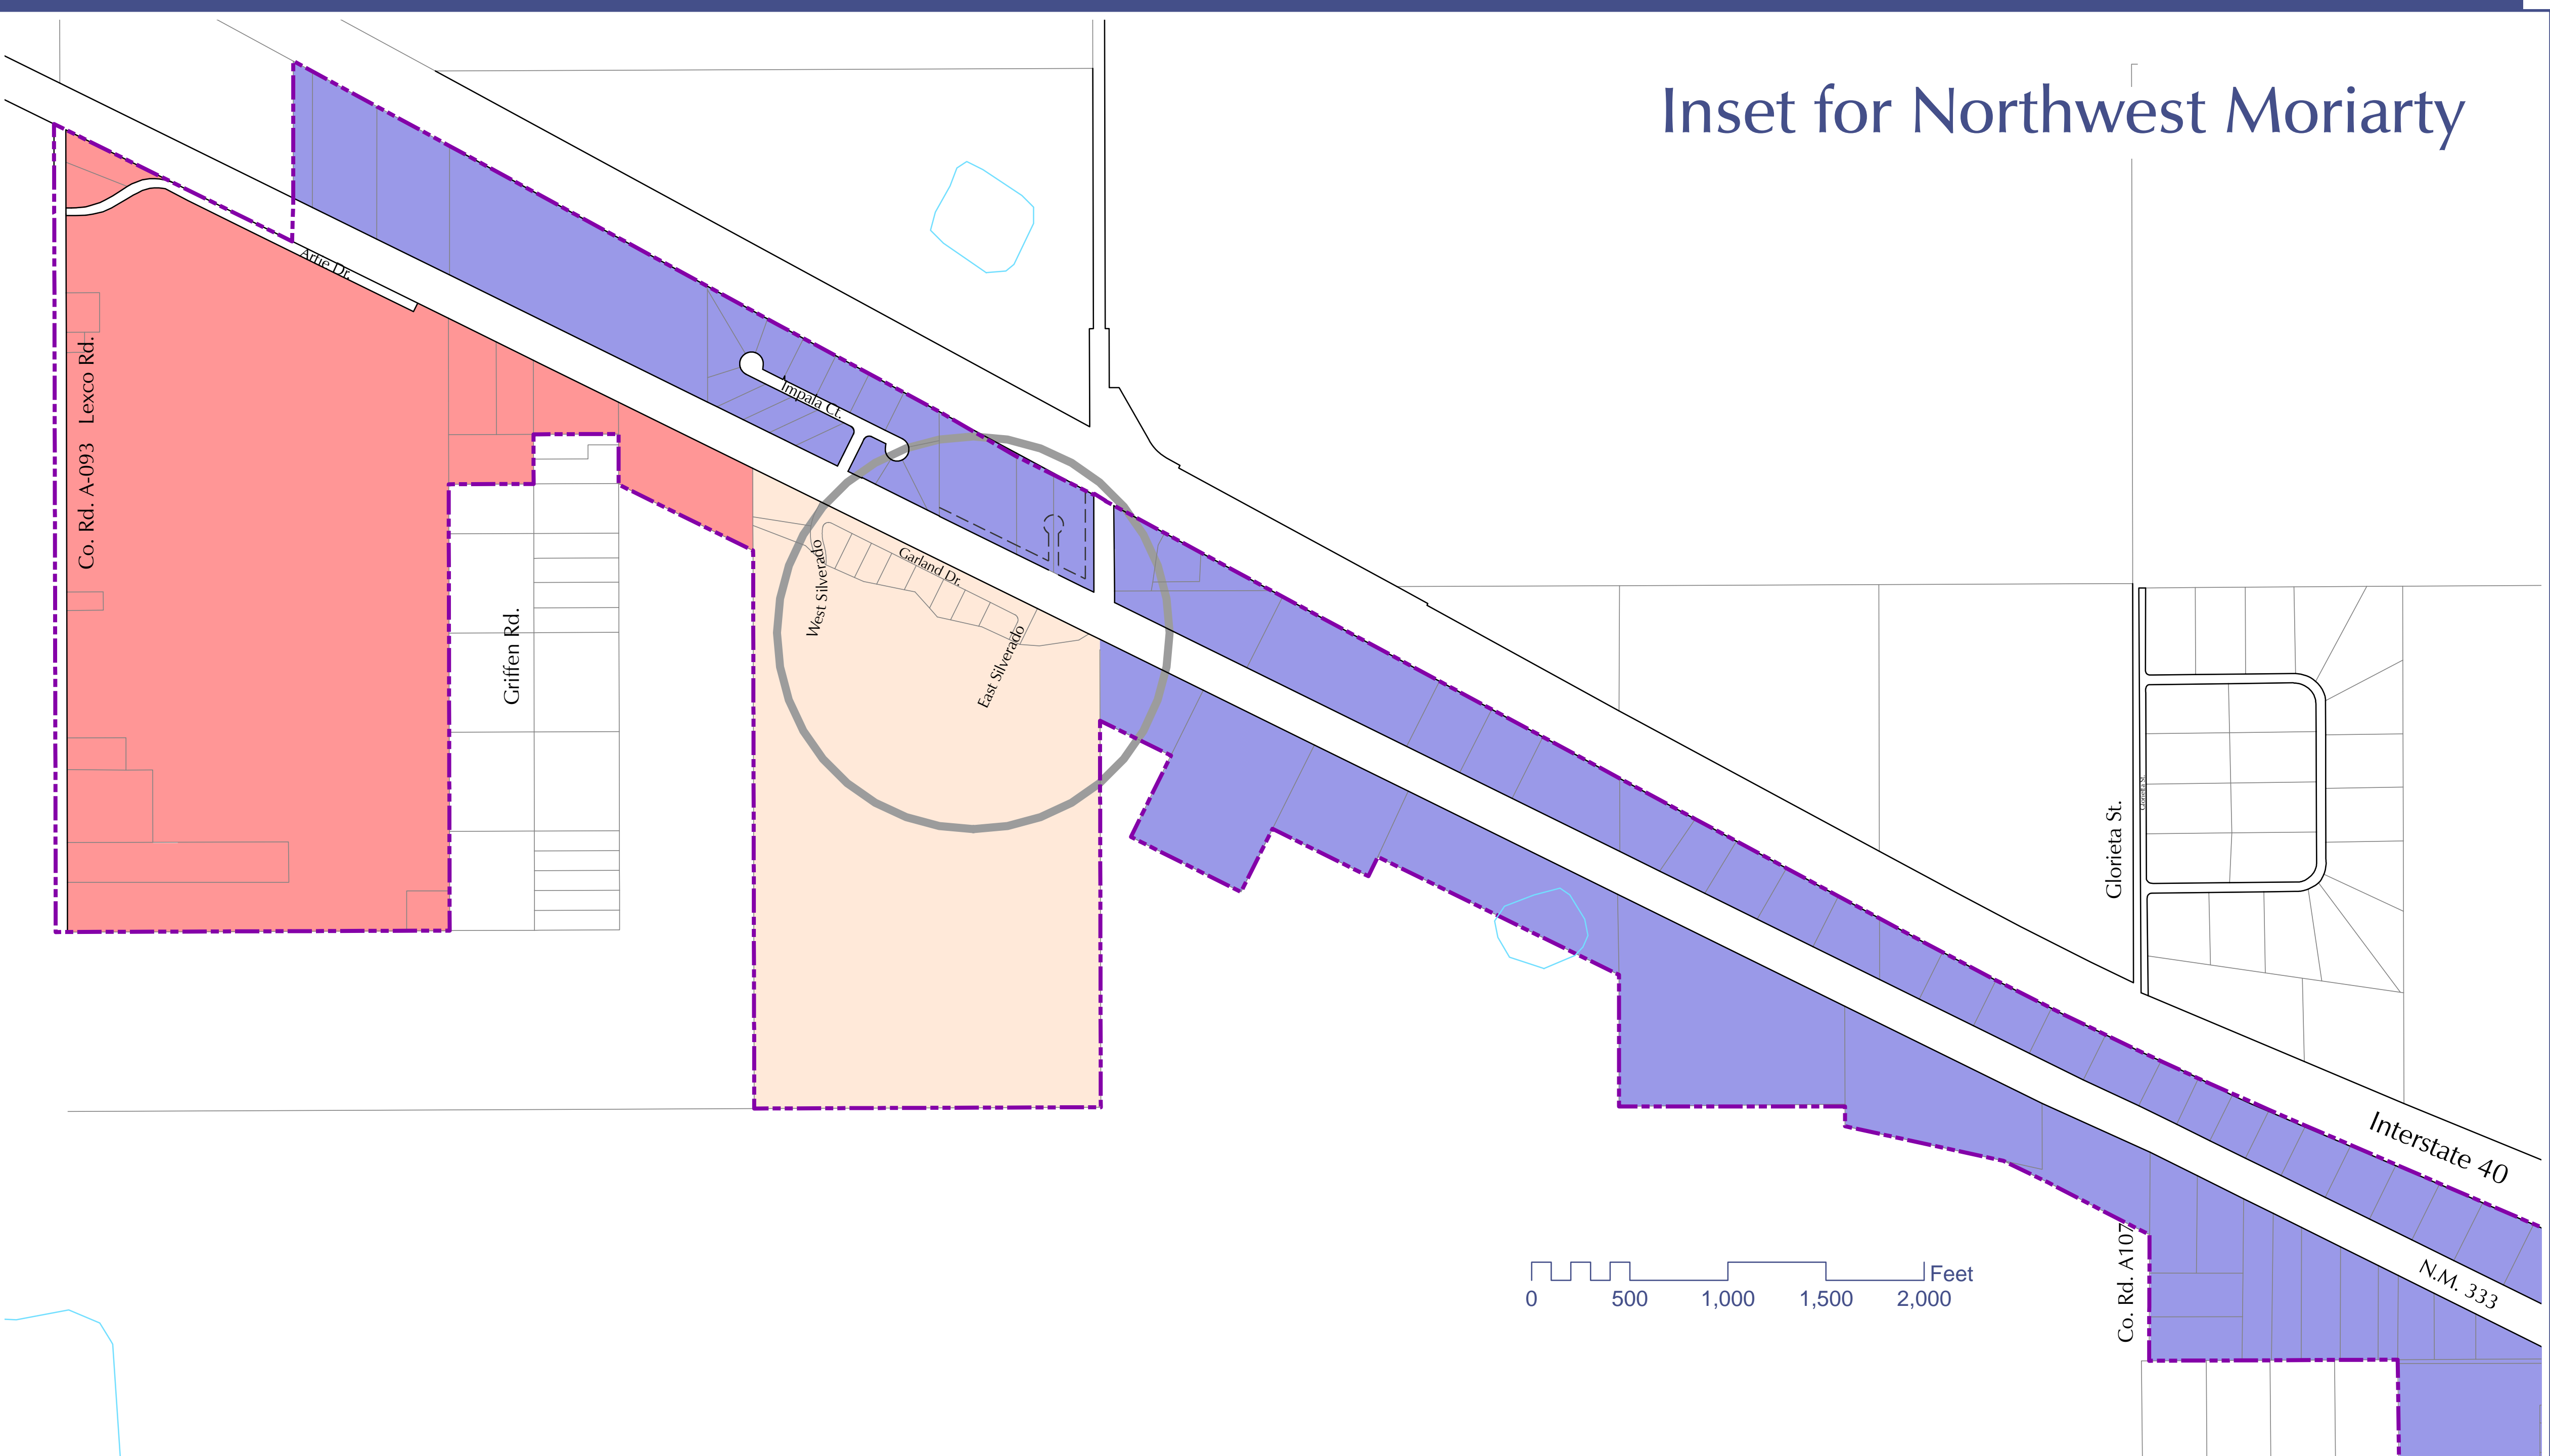 Inset for Northwest Moriarty
Artie Dr.
Co. Rd. A-093 Lexco Rd.
Impala Ct.
Garland Dr.
West Silverado
East Silverado
Griffen Rd.
Glorieta St.
Glorieta St.
Interstate 40
N.M. 333
Co. Rd. A107
Feet
0 500 1,000 1,500 2,000